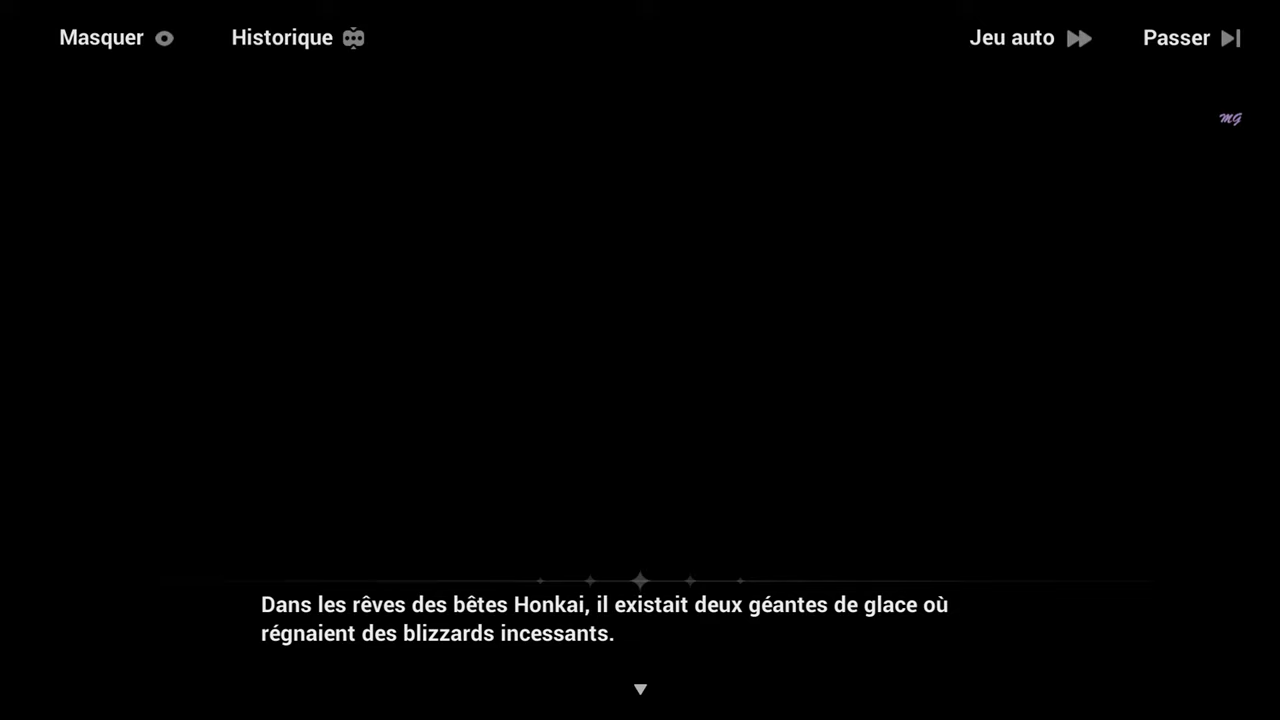 Masquer
Historique
Jeu auto
Passer
MG
Dans les rêves des bêtes Honkai, il existait deux géantes de glace où
régnaient des blizzards incessants.